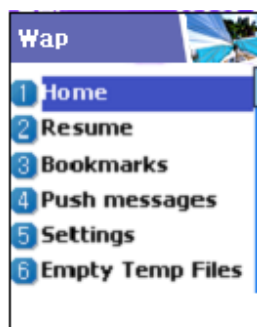 Wap
1 Home
2 Resume
3 Bookmarks
4 Push messages
5 Settings
6 Empty Temp Files